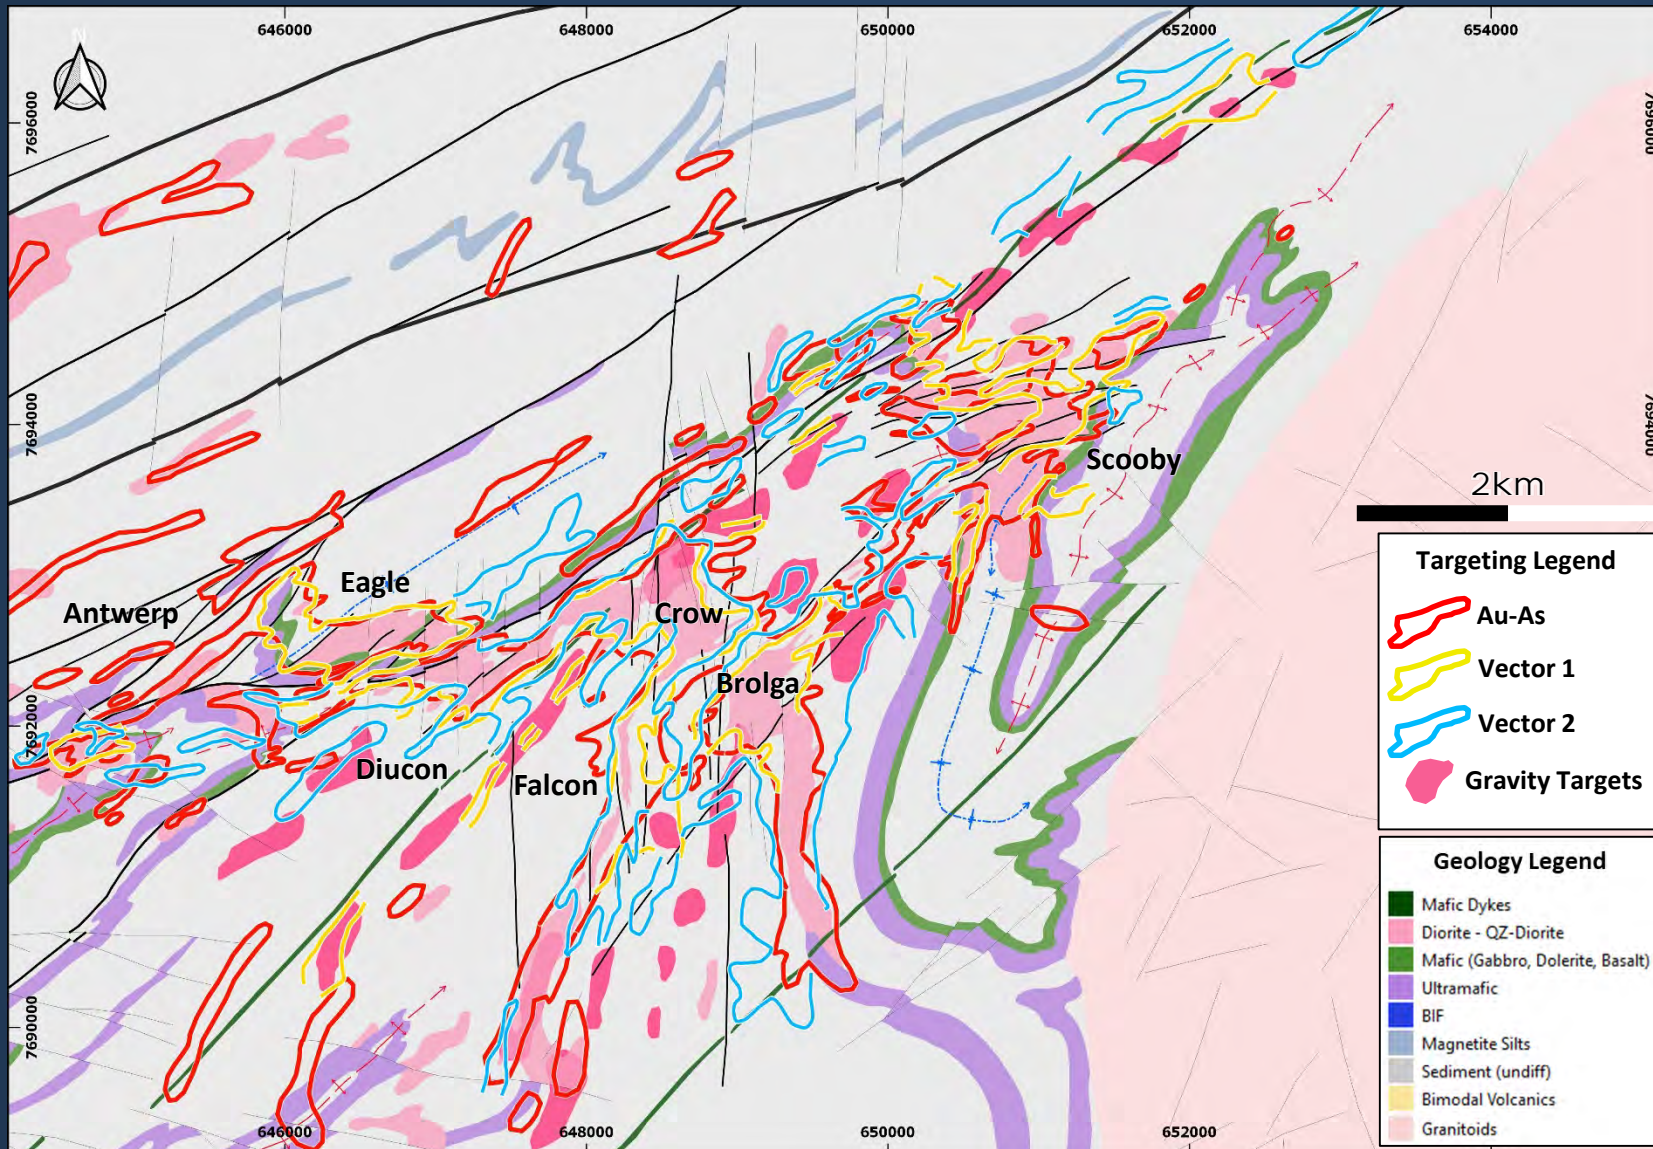 N
646000
648000
650000
652000
654000
7696000
7696000
7694000
7694000
Scooby
2km
Eagle
Antwerp
Crow
Brolga
7692000
Diucon
Falcon
7690000
646000
648000
650000
652000
Targeting Legend
Au-As
Vector 1
Vector 2
Gravity Targets
Geology Legend
Mafic Dykes
Diorite - QZ-Diorite
Mafic (Gabbro, Dolerite, Basalt)
Ultramafic
BIF
Magnetite Silts
Sediment (undiff)
Bimodal Volcanics
Granitoids